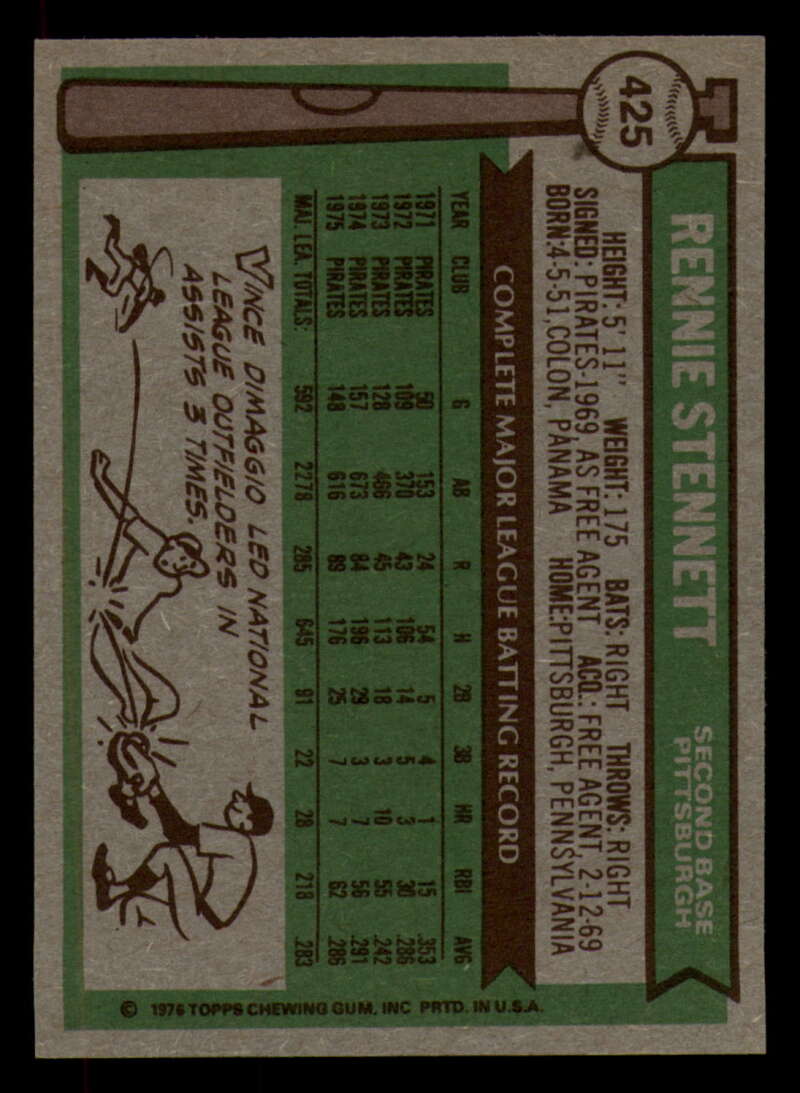 425
RENNIE STENNETT
SECOND BASE
PITTSBURGH
HEIGHT: 5' 11" WEIGHT: 175 BATS: RIGHT THROWS: RIGHT
SIGNED: PIRATES-1969, AS FREE AGENT ACQ.: FREE AGENT, 2-12-69
BORN: 4-5-51, COLON, PANAMA HOME: PITTSBURGH, PENNSYLVANIA
COMPLETE MAJOR LEAGUE BATTING RECORD
YEAR CLUB G AB R H 2B 3B HR RBI AVG
1971 PIRATES 50 153 24 54 5 4 1 15 .353
1972 PIRATES 109 370 43 106 14 5 3 30 .286
1973 PIRATES 128 466 45 113 18 3 10 55 .242
1974 PIRATES 157 673 84 196 29 3 7 56 .291
1975 PIRATES 148 616 89 176 25 7 7 62 .286
MAJ. LEA. TOTALS: 592 2278 285 645 91 22 28 218 .283
VINCE DIMAGGIO LED NATIONAL
LEAGUE OUTFIELDERS IN
ASSISTS 3 TIMES.
© 1976 TOPPS CHEWING GUM, INC PRTD. IN U.S.A.